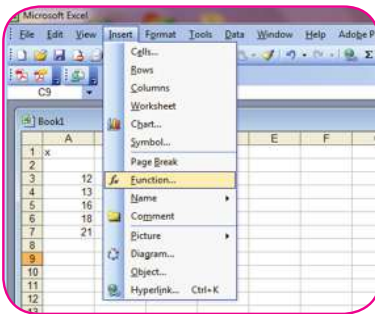 Microsoft Excel
File Edit View Insert Format Tools Data Window Help Adobe P
C9
Book1
A E F
1 x
2
3 12
4 13
5 16
6 18
7 21
8
9
10
11
12
13
Cells...
Rows
Columns
Worksheet
Chart...
Symbol...
Page Break
fx Function...
Name
Comment
Picture
Diagram...
Object...
Hyperlink... Ctrl+K